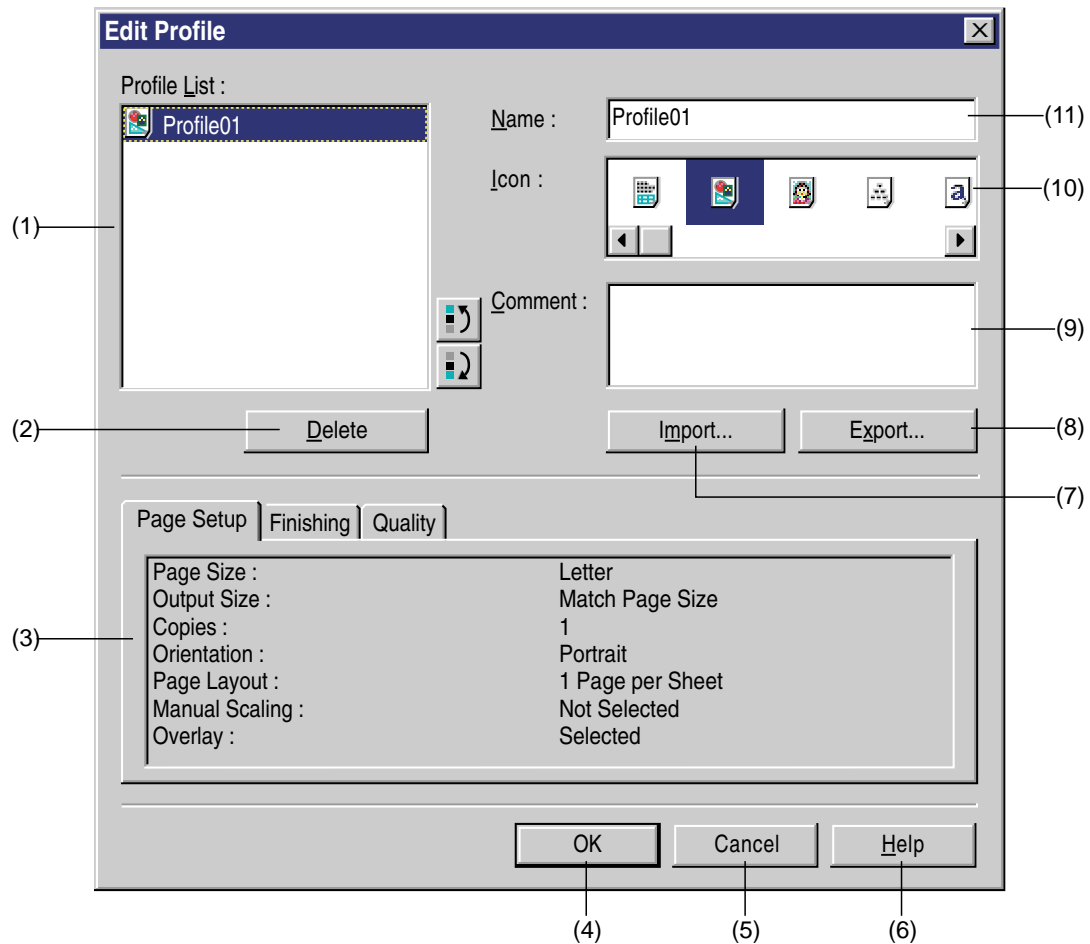 Edit Profile
Profile List :
Profile01
Name :
Profile01
(11)
Icon :
a
(10)
(1)
Comment :
(9)
(2)
Delete
Import...
Export...
(8)
(7)
Page Setup
Finishing
Quality
Page Size : Letter
Output Size : Match Page Size
Copies : 1
(3)
Orientation : Portrait
Page Layout : 1 Page per Sheet
Manual Scaling : Not Selected
Overlay : Selected
OK
Cancel
Help
(4)
(5)
(6)